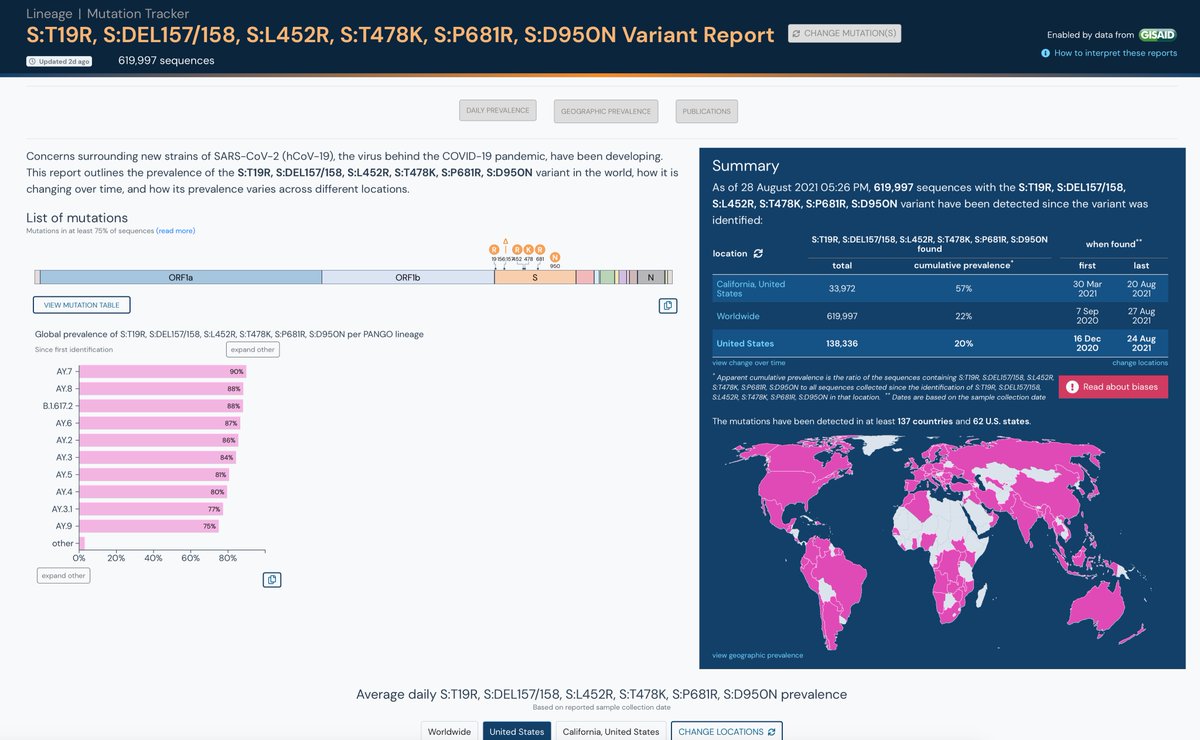 Lineage | Mutation Tracker
S:T19R, S:DEL157/158, S:L452R, S:T478K, S:P681R, S:D950N Variant Report
CHANGE MUTATION(S)
Enabled by data from GISAID
How to interpret these reports
Updated 2d ago
619,997 sequences
DAILY PREVALENCE
GEOGRAPHIC PREVALENCE
PUBLICATIONS
Concerns surrounding new strains of SARS-CoV-2 (hCoV-19), the virus behind the COVID-19 pandemic, have been developing.
This report outlines the prevalence of the S:T19R, S:DEL157/158, S:L452R, S:T478K, S:P681R, S:D950N variant in the world, how it is
changing over time, and how its prevalence varies across different locations.
List of mutations
Mutations in at least 75% of sequences (read more)
R Δ R K R N
19 452 478 681 950
ORF1a ORF1b S N
VIEW MUTATION TABLE
Global prevalence of S:T19R, S:DEL157/158, S:L452R, S:T478K, S:P681R, S:D950N per PANGO lineage
Since first identification
expand other
AY.7 90%
AY.8 88%
B.1.617.2 88%
AY.6 87%
AY.2 86%
AY.3 84%
AY.5 81%
AY.4 80%
AY.3.1 77%
AY.9 75%
other
0% 20% 40% 60% 80%
expand other
Summary
As of 28 August 2021 05:26 PM, 619,997 sequences with the S:T19R, S:DEL157/158,
S:L452R, S:T478K, S:P681R, S:D950N variant have been detected since the variant was
identified:
location
S:T19R, S:DEL157/158, S:L452R, S:T478K, S:P681R, S:D950N
found
when found**
total cumulative prevalence* first last
California, United
States
33,972 57% 30 Mar
2021
20 Aug
2021
Worldwide 619,997 22% 7 Sep
2020
27 Aug
2021
United States 138,336 20% 16 Dec
2020
24 Aug
2021
view change over time
change locations
* Apparent cumulative prevalence is the ratio of the sequences containing S:T19R, S:DEL157/158, S:L452R,
S:T478K, S:P681R, S:D950N to all sequences collected since the identification of S:T19R, S:DEL157/158,
S:L452R, S:T478K, S:P681R, S:D950N in that location. ** Dates are based on the sample collection date
Read about biases
The mutations have been detected in at least 137 countries and 62 U.S. states.
view geographic prevalence
Average daily S:T19R, S:DEL157/158, S:L452R, S:T478K, S:P681R, S:D950N prevalence
Based on reported sample collection date
Worldwide
United States
California, United States
CHANGE LOCATIONS